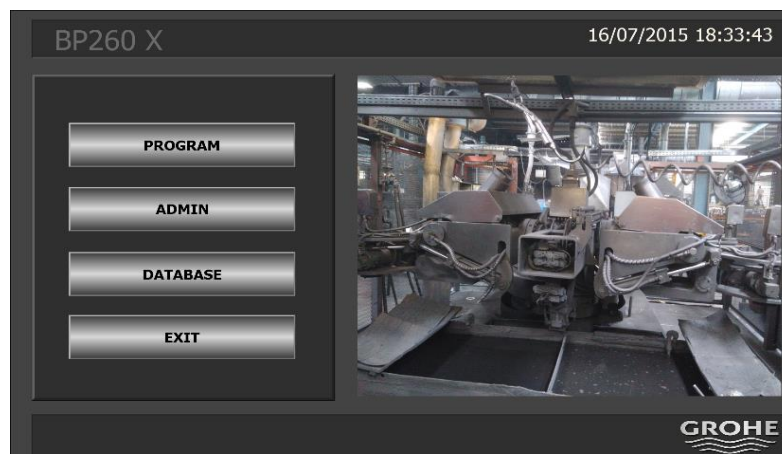 BP260 X
16/07/2015 18:33:43
PROGRAM
ADMIN
DATABASE
EXIT
GROHE